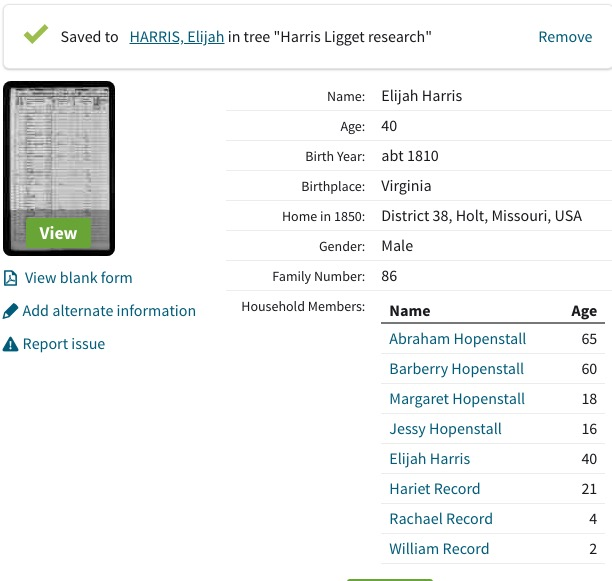 Saved to HARRIS, Elijah in tree "Harris Ligget research"
Remove
View
View blank form
Add alternate information
Report issue
Name: Elijah Harris
Age: 40
Birth Year: abt 1810
Birthplace: Virginia
Home in 1850: District 38, Holt, Missouri, USA
Gender: Male
Family Number: 86
Household Members:
Name Age
Abraham Hopenstall 65
Barberry Hopenstall 60
Margaret Hopenstall 18
Jessy Hopenstall 16
Elijah Harris 40
Hariet Record 21
Rachael Record 4
William Record 2